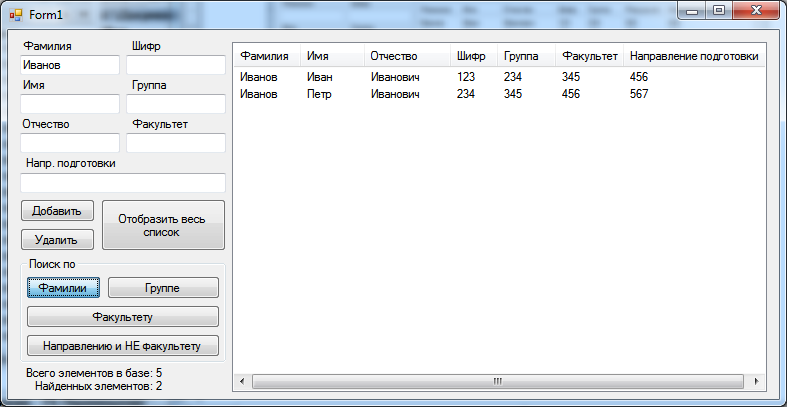 Form1
Фамилия Шифр
Иванов
Имя Группа
Отчество Факультет
Напр. подготовки
Добавить
Удалить
Отобразить весь
список
Поиск по
Фамилии Группе
Факультету
Направлению и НЕ факультету
Всего элементов в базе: 5
Найденных элементов: 2
Фамилия Имя Отчество Шифр Группа Факультет Направление подготовки
Иванов Иван Иванович 123 234 345 456
Иванов Петр Иванович 234 345 456 567